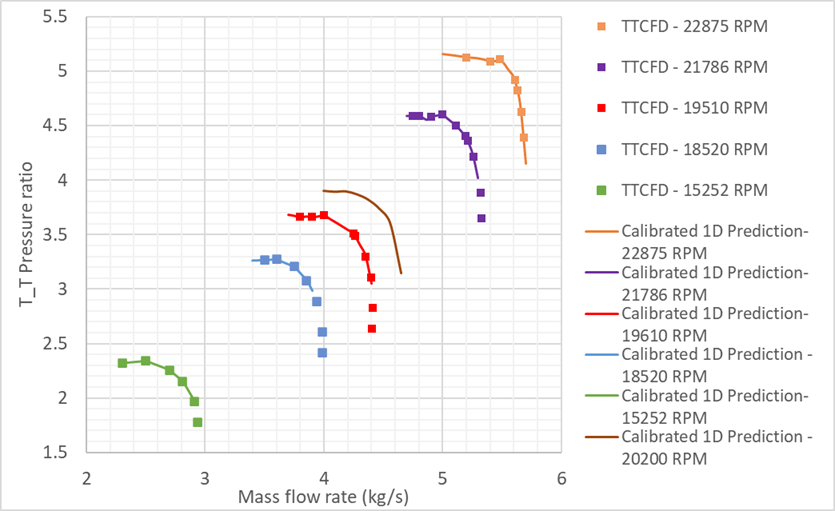 5.5
5
4.5
4
3.5
3
2.5
2
1.5
T_T Pressure ratio
2
3
4
5
6
Mass flow rate (kg/s)
TTCFD - 22875 RPM
TTCFD - 21786 RPM
TTCFD - 19510 RPM
TTCFD - 18520 RPM
TTCFD - 15252 RPM
Calibrated 1D Prediction-
22875 RPM
Calibrated 1D Prediction-
21786 RPM
Calibrated 1D Prediction-
19610 RPM
Calibrated 1D Prediction -
18520 RPM
Calibrated 1D Prediction-
15252 RPM
Calibrated 1D Prediction -
20200 RPM